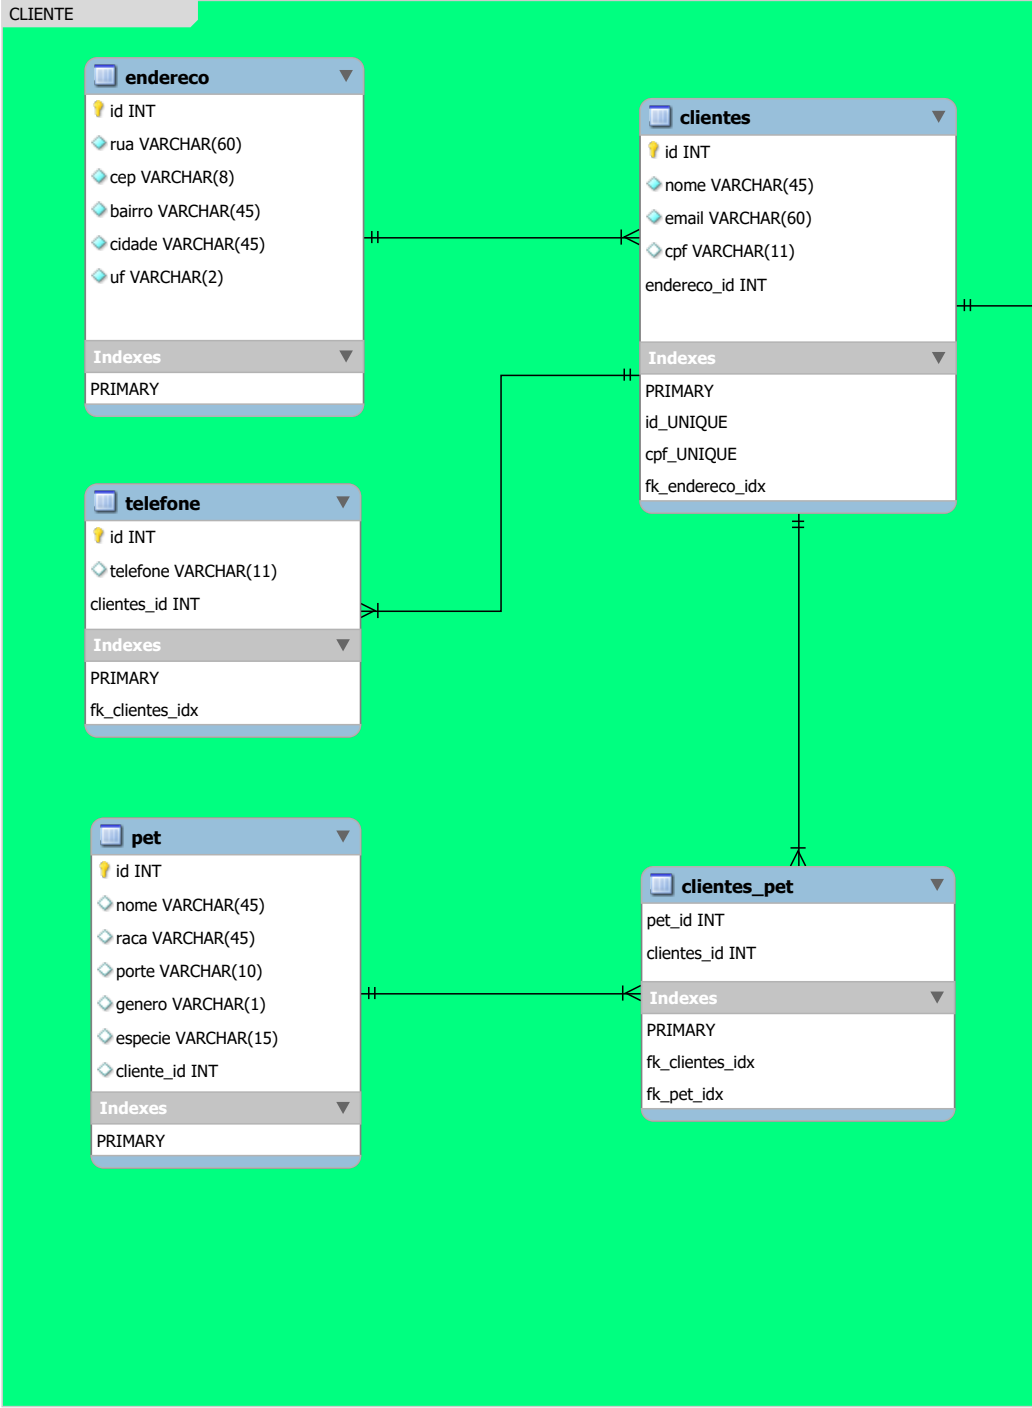 CLIENTE
endereco
id INT
rua VARCHAR(60)
cep VARCHAR(8)
bairro VARCHAR(45)
cidade VARCHAR(45)
uf VARCHAR(2)
Indexes
PRIMARY
clientes
id INT
nome VARCHAR(45)
email VARCHAR(60)
cpf VARCHAR(11)
endereco_id INT
Indexes
PRIMARY
id_UNIQUE
cpf_UNIQUE
fk_endereco_idx
telefone
id INT
telefone VARCHAR(11)
clientes_id INT
Indexes
PRIMARY
fk_clientes_idx
pet
id INT
nome VARCHAR(45)
raca VARCHAR(45)
porte VARCHAR(10)
genero VARCHAR(1)
especie VARCHAR(15)
cliente_id INT
Indexes
PRIMARY
clientes_pet
pet_id INT
clientes_id INT
Indexes
PRIMARY
fk_clientes_idx
fk_pet_idx